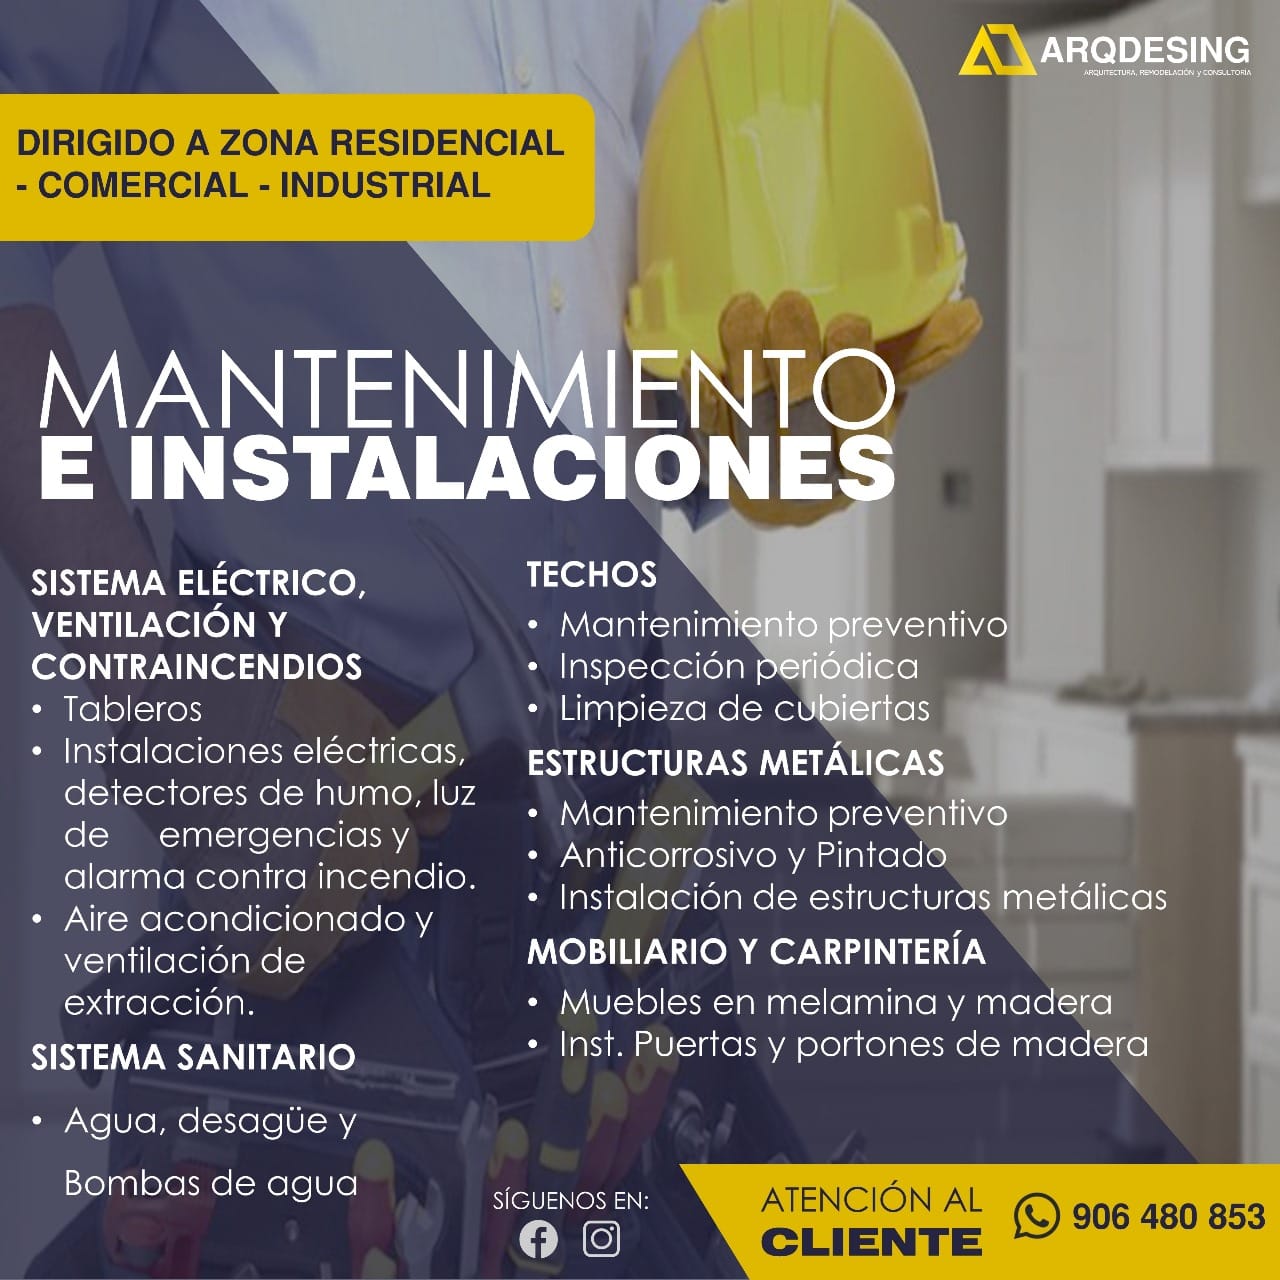 ARQDESING
ARQUITECTURA, REMODELACIÓN y CONSULTORÍA
DIRIGIDO A ZONA RESIDENCIAL
- COMERCIAL - INDUSTRIAL
MANTENIMIENTO
E INSTALACIONES
SISTEMA ELÉCTRICO,
VENTILACIÓN Y
CONTRAINCENDIOS
• Tableros
• Instalaciones eléctricas,
detectores de humo, luz
de emergencias y
alarma contra incendio.
• Aire acondicionado y
ventilación de
extracción.
SISTEMA SANITARIO
• Agua, desagüe y
Bombas de agua
TECHOS
• Mantenimiento preventivo
• Inspección periódica
• Limpieza de cubiertas
ESTRUCTURAS METÁLICAS
• Mantenimiento preventivo
• Anticorrosivo y Pintado
• Instalación de estructuras metálicas
MOBILIARIO Y CARPINTERÍA
• Muebles en melamina y madera
• Inst. Puertas y portones de madera
SÍGUENOS EN:
ATENCIÓN AL
CLIENTE
906 480 853